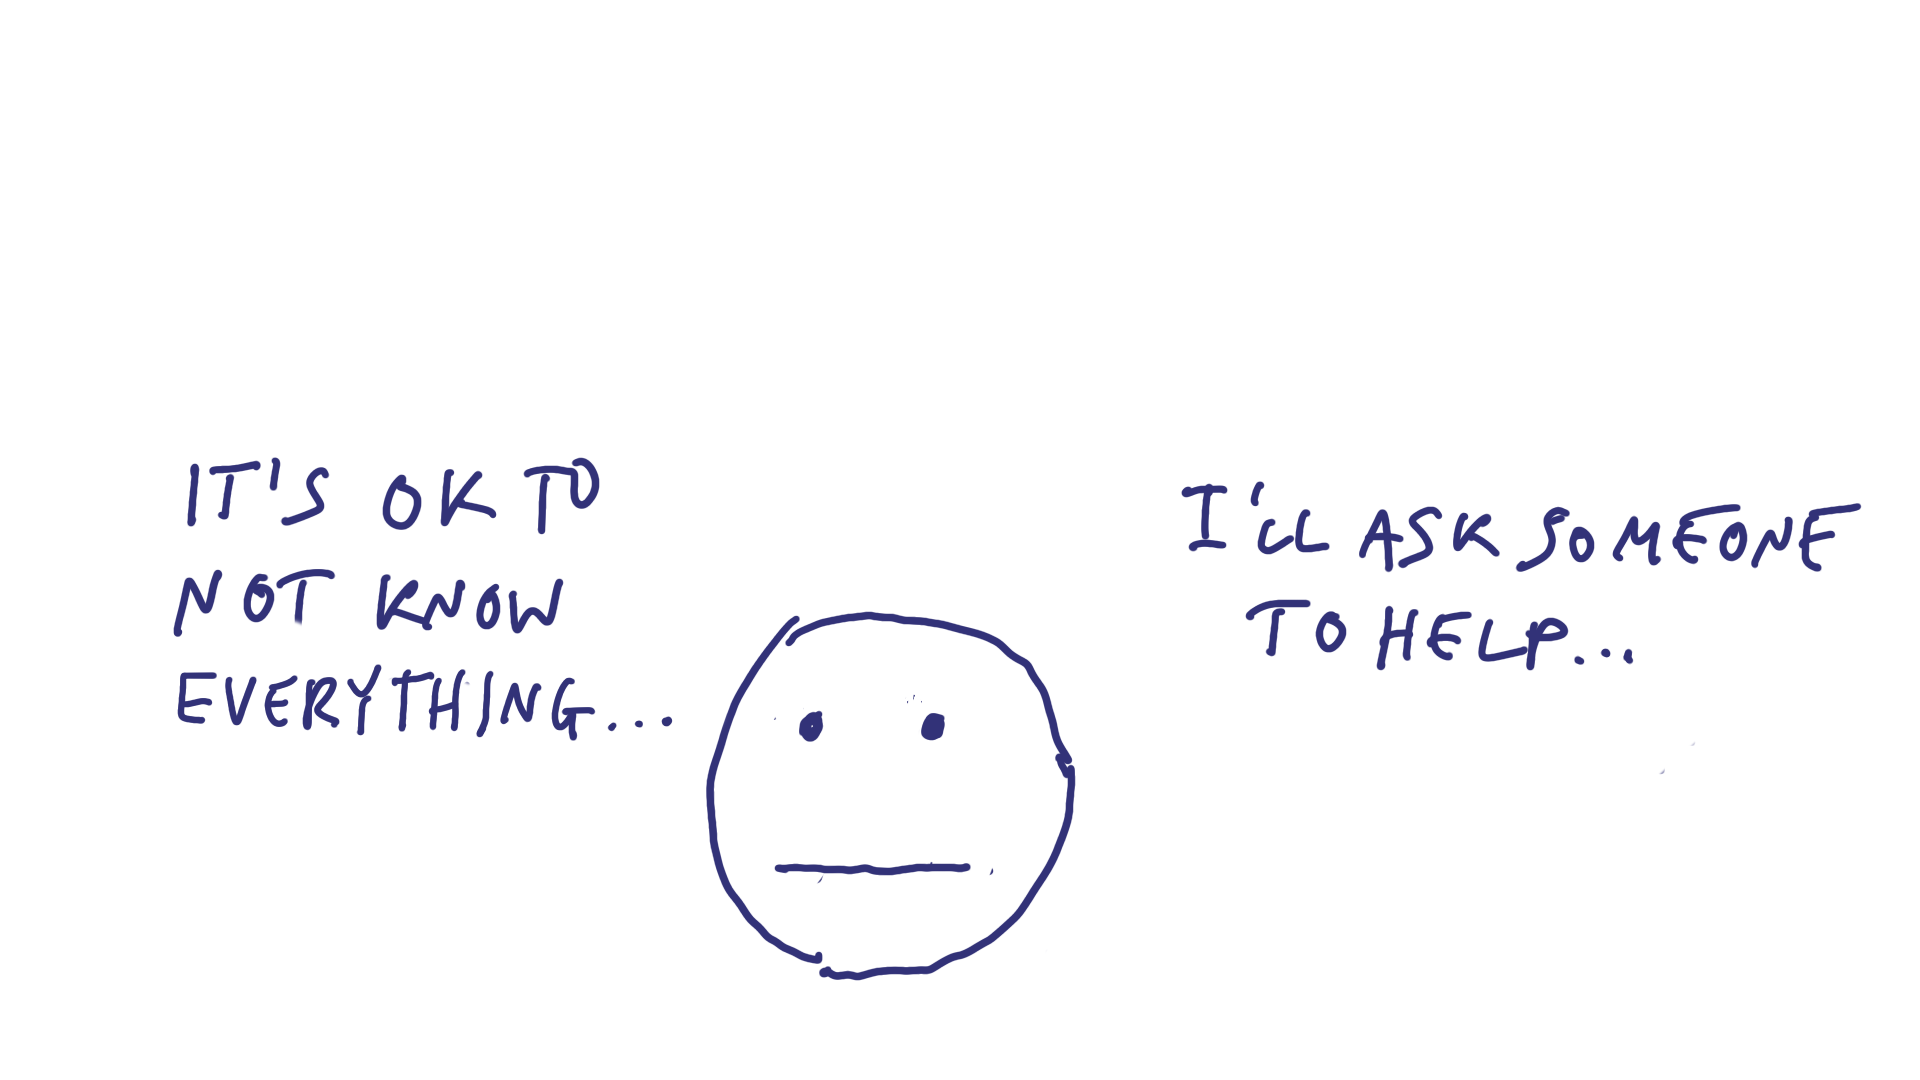 IT'S OK TO
NOT KNOW
EVERYTHING...
I'LL ASK SOMEONE
TO HELP...